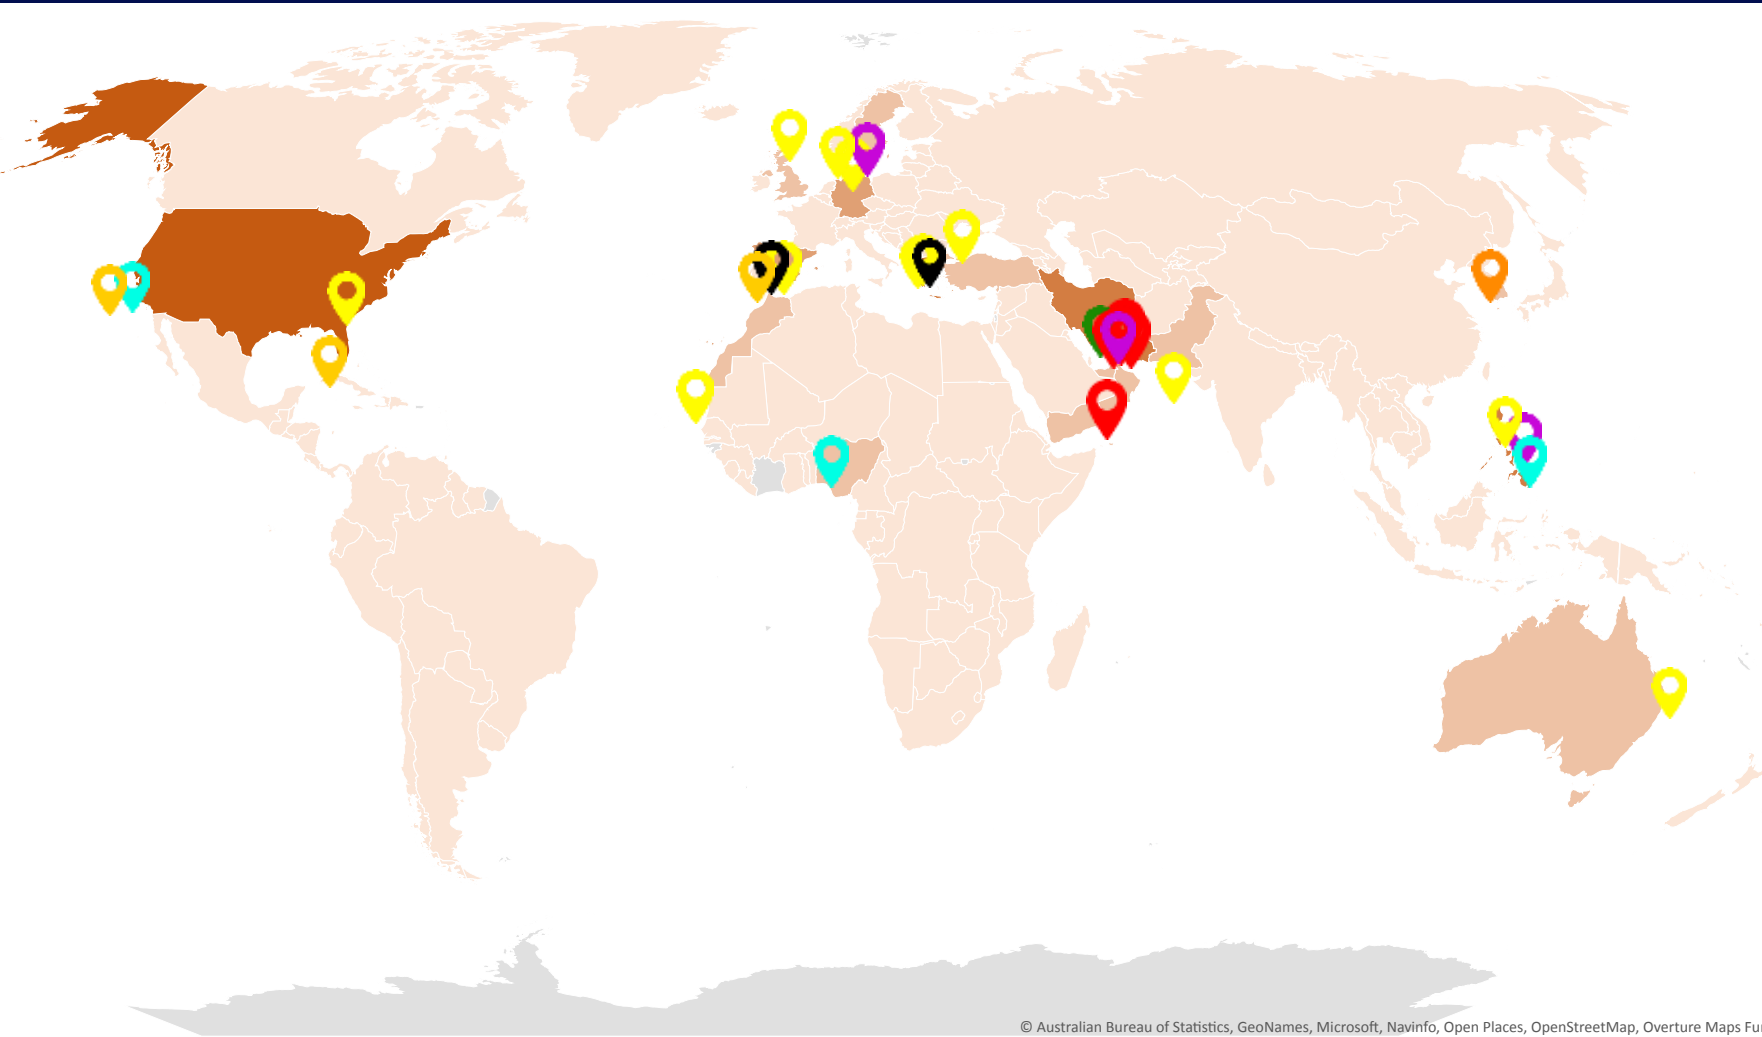 © Australian Bureau of Statistics, GeoNames, Microsoft, Navinfo, Open Places, OpenStreetMap, Overture Maps